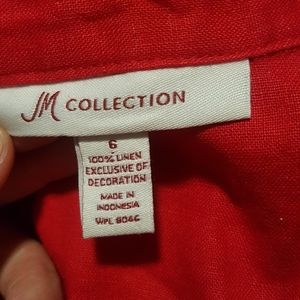 JM COLLECTION
6
100% LINEN
EXCLUSIVE OF
DECORATION
MADE IN
INDONESIA
WPL 8046